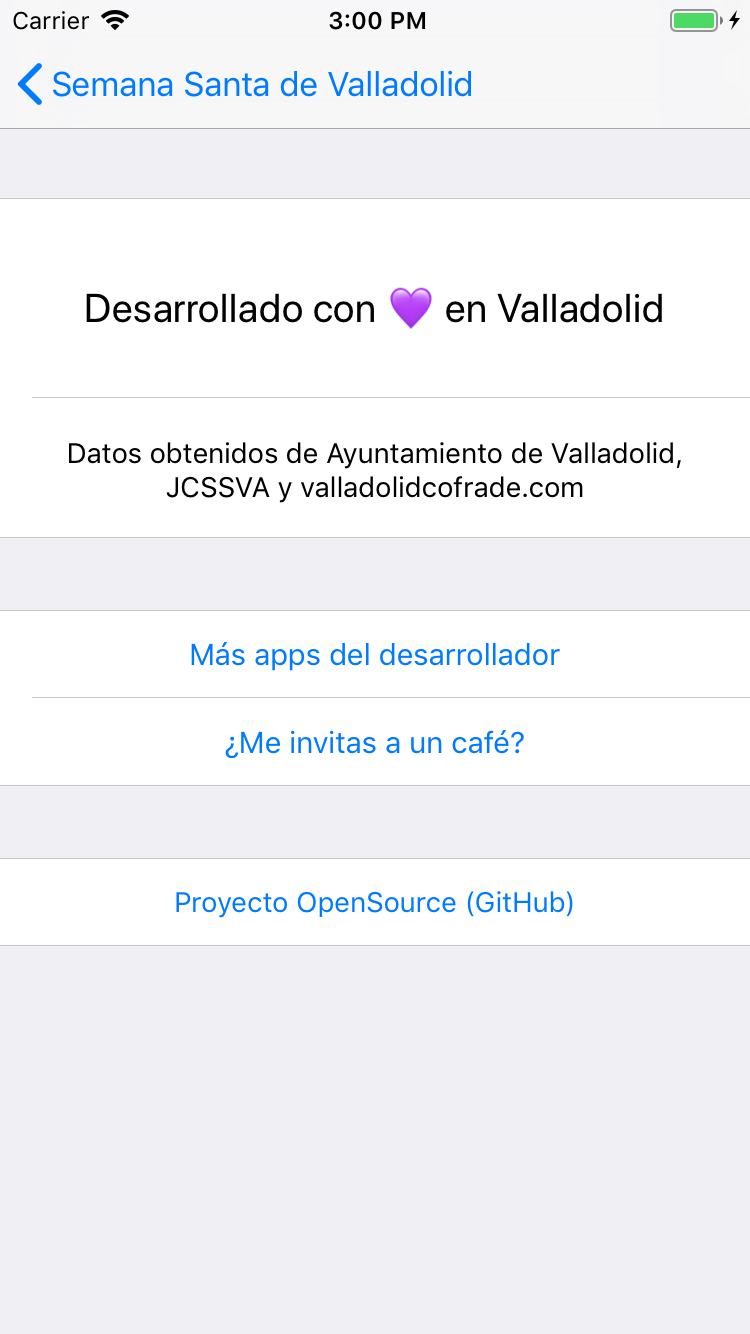 Carrier 3:00 PM
Semana Santa de Valladolid
Desarrollado con 💜 en Valladolid
Datos obtenidos de Ayuntamiento de Valladolid,
JCSSVA y valladolidcofrade.com
Más apps del desarrollador
¿Me invitas a un café?
Proyecto OpenSource (GitHub)